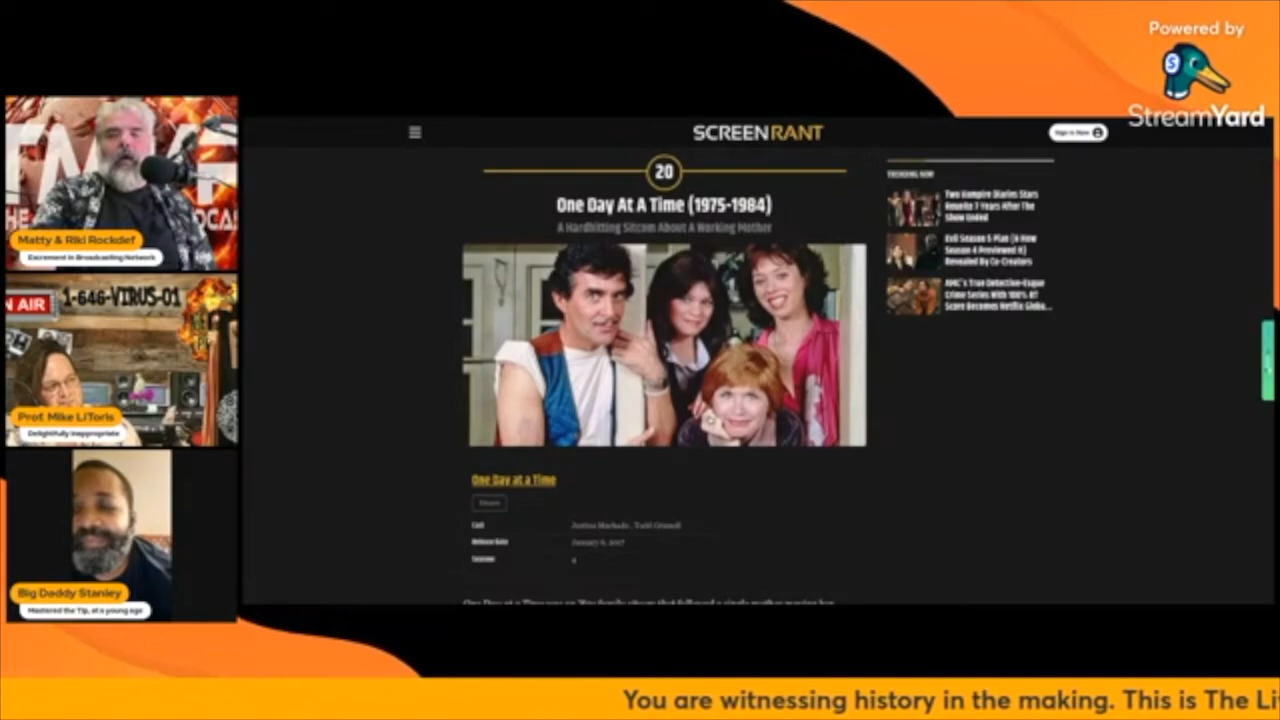 Powered by
StreamYard
SCREENRANT
Sign in Now
20
One Day At A Time (1975-1984)
A Hardhitting Sitcom About A Working Mother
TRENDING NOW
Two Vampire Diaries Stars
Reunite 7 Years After The
Show Ended
Evil Season 5 Plan (& How
Season 4 Previewed It)
Revealed By Co-Creators
AMC's True Detective-Esque
Crime Series With 100% RT
Score Becomes Netflix Globa...
Matty & Riki Rockdef
Excrement in Broadcasting Network
N AIR
1-646-VIRUS-01
Prof. Mike LiToris
Delightfully Inappropriate
Big Daddy Stanley
Mastered the Tip, at a young age
One Day at a Time
Share
Cast
Justina Machado, Todd Grinnell
Release Date
January 6, 2017
Seasons
4
You are witnessing history in the making. This is The Li